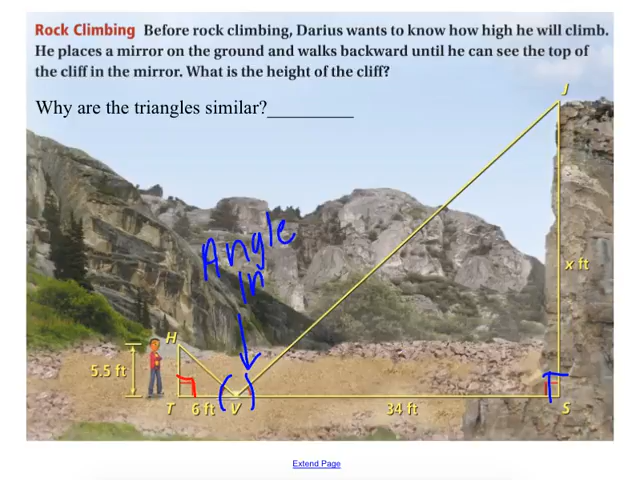 Rock Climbing Before rock climbing, Darius wants to know how high he will climb.
He places a mirror on the ground and walks backward until he can see the top of
the cliff in the mirror. What is the height of the cliff?
J
Why are the triangles similar?_________
Angle
in
x ft
H
5.5 ft
T 6 ft ( V ) 34 ft S
Extend Page